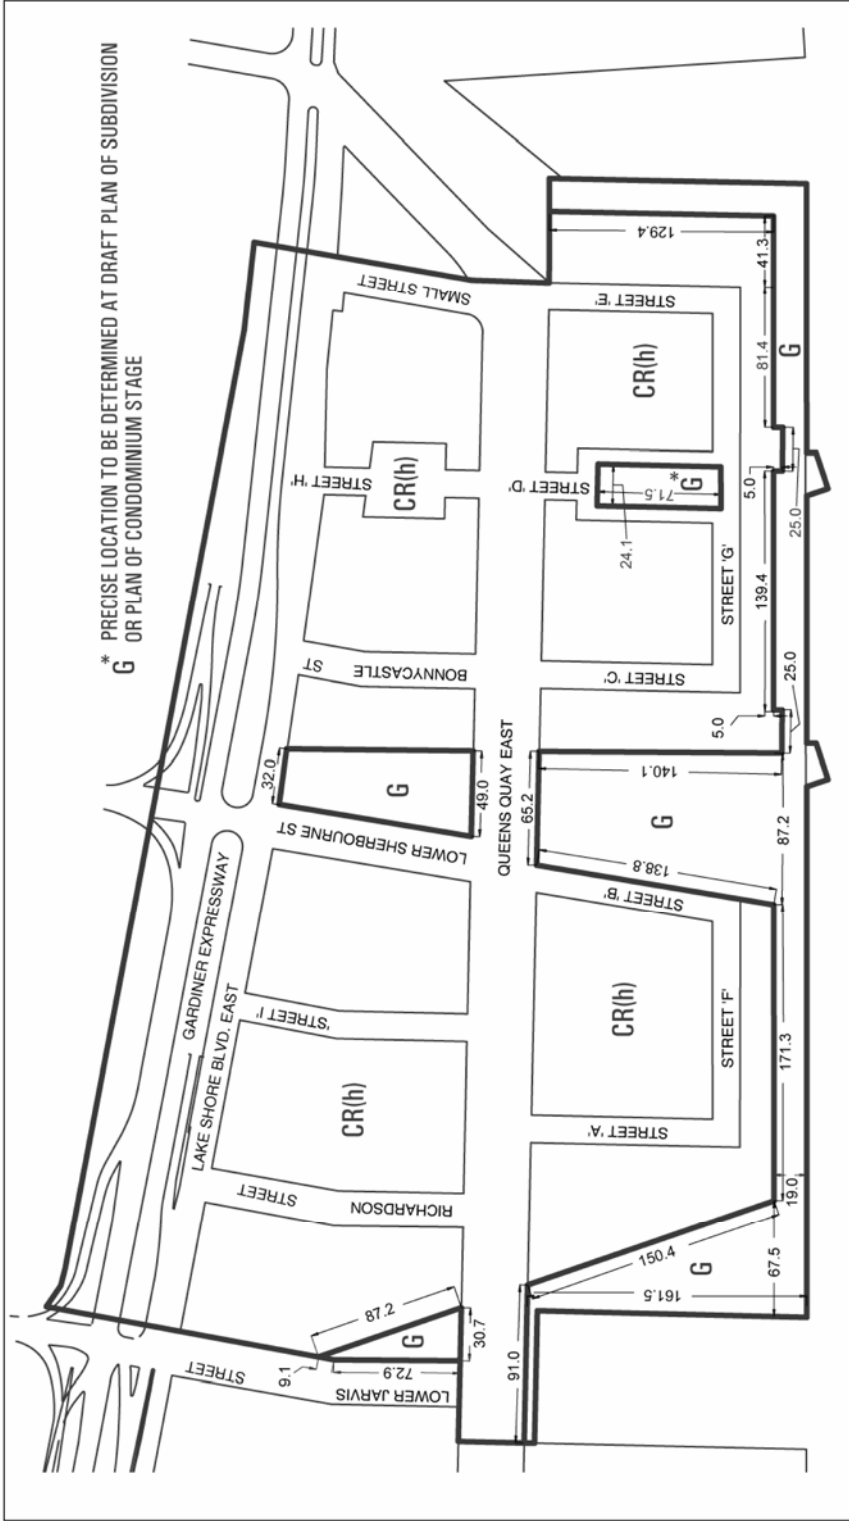 G* PRECISE LOCATION TO BE DETERMINED AT DRAFT PLAN OF SUBDIVISION
OR PLAN OF CONDOMINIUM STAGE
GARDINER EXPRESSWAY
LAKE SHORE BLVD. EAST
LOWER JARVIS STREET
RICHARDSON STREET
STREET 'I'
LOWER SHERBOURNE ST
BONNYCASTLE ST
STREET 'H'
SMALL STREET
CR(h)
CR(h)
9.1
87.2
72.9
G
30.7
32.0
G
49.0
QUEENS QUAY EAST
91.0
65.2
STREET 'A'
STREET 'B'
STREET 'C'
STREET 'D'
STREET 'E'
CR(h)
CR(h)
STREET 'F'
STREET 'G'
150.4
G
161.5
67.5
19.0
171.3
138.8
G
140.1
87.2
5.0
25.0
139.4
24.1
71.5
G*
5.0
25.0
81.4
41.3
129.4
G